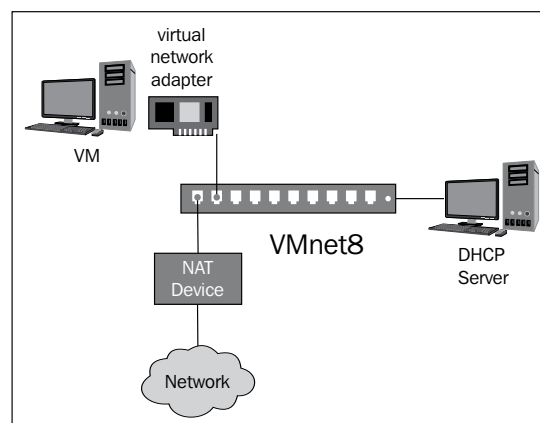 virtual
network
adapter
VM
VMnet8
DHCP
Server
NAT
Device
Network